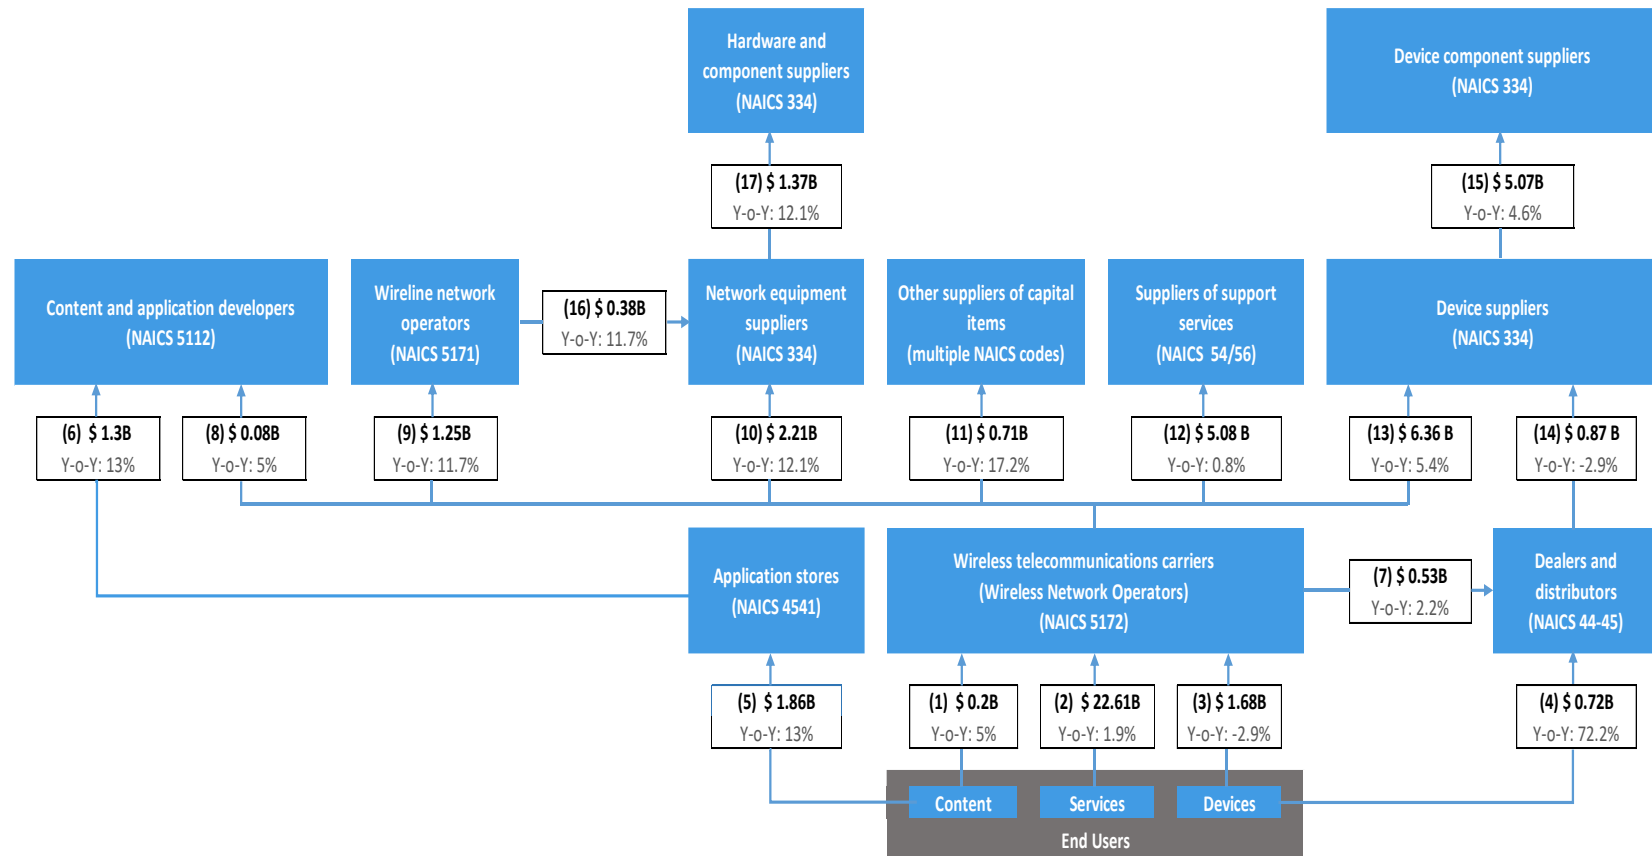 Hardware and
component suppliers
(NAICS 334)
Device component suppliers
(NAICS 334)
(17) $ 1.37B
Y-o-Y: 12.1%
(15) $ 5.07B
Y-o-Y: 4.6%
Content and application developers
(NAICS 5112)
Wireline network
operators
(NAICS 5171)
(16) $ 0.38B
Y-o-Y: 11.7%
Network equipment
suppliers
(NAICS 334)
Other suppliers of capital
items
(multiple NAICS codes)
Suppliers of support
services
(NAICS 54/56)
Device suppliers
(NAICS 334)
(6) $ 1.3B
Y-o-Y: 13%
(8) $ 0.08B
Y-o-Y: 5%
(9) $ 1.25B
Y-o-Y: 11.7%
(10) $ 2.21B
Y-o-Y: 12.1%
(11) $ 0.71B
Y-o-Y: 17.2%
(12) $ 5.08 B
Y-o-Y: 0.8%
(13) $ 6.36 B
Y-o-Y: 5.4%
(14) $ 0.87 B
Y-o-Y: -2.9%
Application stores
(NAICS 4541)
Wireless telecommunications carriers
(Wireless Network Operators)
(NAICS 5172)
(7) $ 0.53B
Y-o-Y: 2.2%
Dealers and
distributors
(NAICS 44-45)
(5) $ 1.86B
Y-o-Y: 13%
(1) $ 0.2B
Y-o-Y: 5%
(2) $ 22.61B
Y-o-Y: 1.9%
(3) $ 1.68B
Y-o-Y: -2.9%
(4) $ 0.72B
Y-o-Y: 72.2%
Content
Services
Devices
End Users